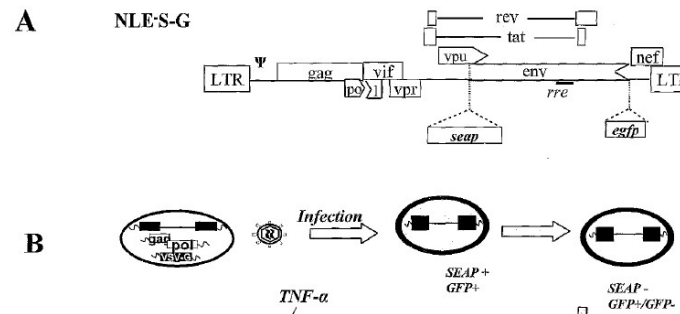 A NLE-S-G
rev
tat
vpu nef
Ψ
LTR gag vif env LT
po l vpr rre
seap egfp
B
Infection
gag
pol
VSV-G
SEAP +
GFP+
SEAP -
GFP+/GFP-
TNF-α